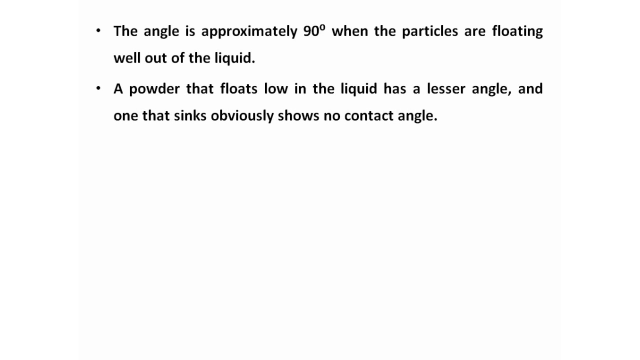 • The angle is approximately 90⁰ when the particles are floating
well out of the liquid.
• A powder that floats low in the liquid has a lesser angle, and
one that sinks obviously shows no contact angle.